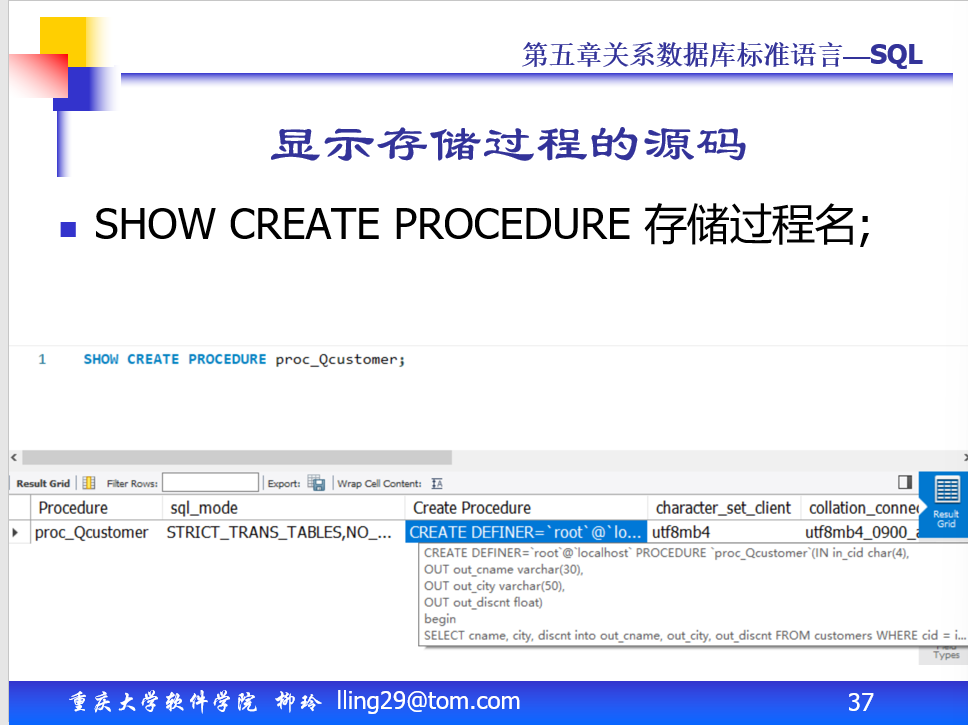 第五章关系数据库标准语言—SQL
显示存储过程的源码
SHOW CREATE PROCEDURE 存储过程名;
1 SHOW CREATE PROCEDURE proc_Qcustomer;
Result Grid Filter Rows: Export: Wrap Cell Content: IA
Procedure sql_mode Create Procedure character_set_client collation_connec
proc_Qcustomer STRICT_TRANS_TABLES,NO_... CREATE DEFINER=`root`@`lo... utf8mb4 utf8mb4_0900_a
Result
Grid
CREATE DEFINER=`root`@`localhost` PROCEDURE `proc_Qcustomer`(IN in_cid char(4),
OUT out_cname varchar(30),
OUT out_city varchar(50),
OUT out_discnt float)
begin
SELECT cname, city, discnt into out_cname, out_city, out_discnt FROM customers WHERE cid = i...
Types
重庆大学软件学院 柳玲 lling29@tom.com 37